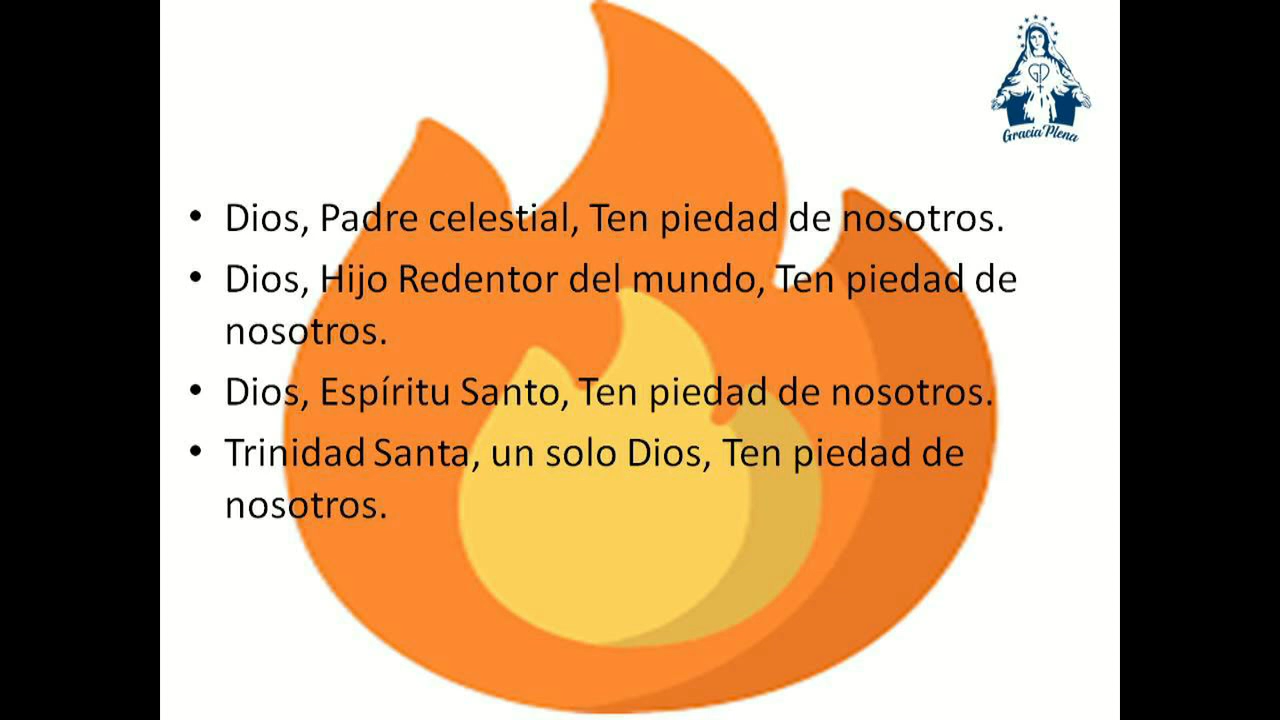 Gracia Plena
• Dios, Padre celestial, Ten piedad de nosotros.
• Dios, Hijo Redentor del mundo, Ten piedad de
nosotros.
• Dios, Espíritu Santo, Ten piedad de nosotros.
• Trinidad Santa, un solo Dios, Ten piedad de
nosotros.